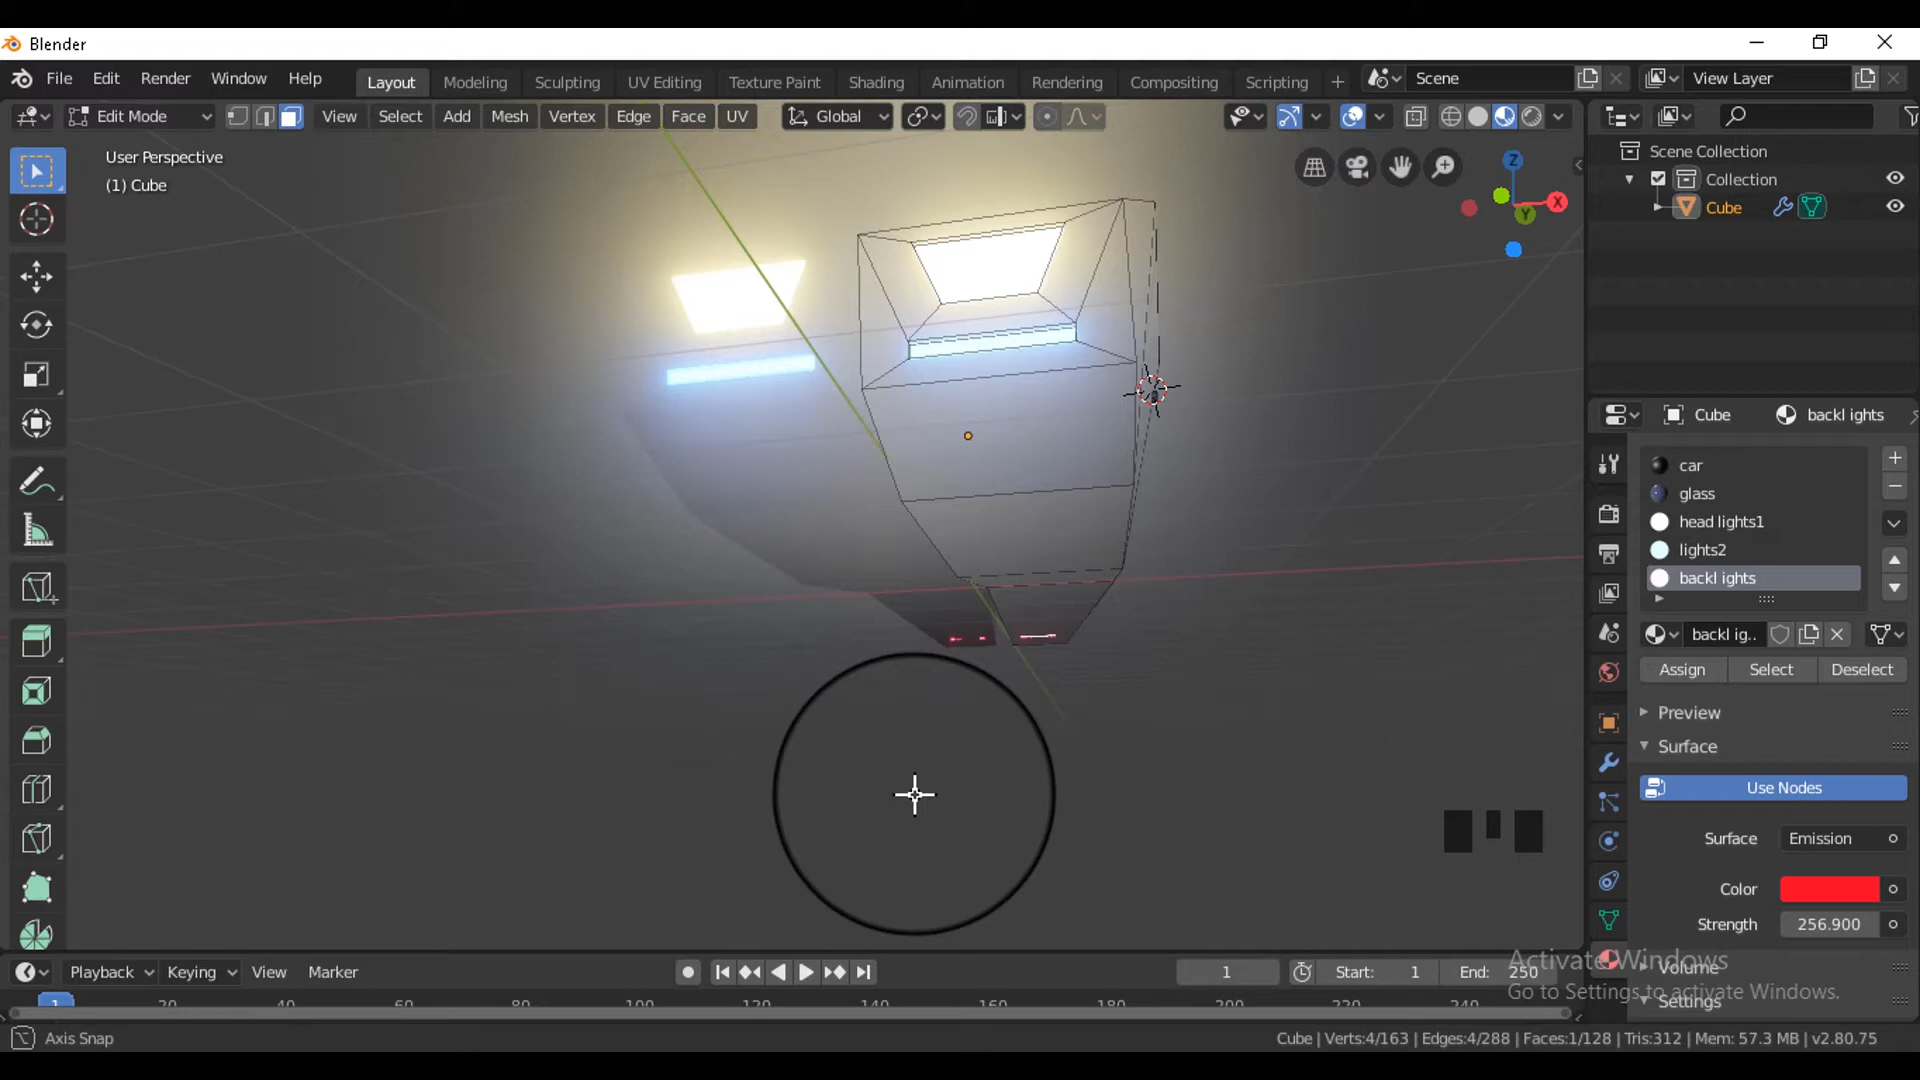 Blender
File Edit Render Window Help Layout Modeling Sculpting UV Editing Texture Paint Shading Animation Rendering Compositing Scripting + Scene View Layer
Edit Mode View Select Add Mesh Vertex Edge Face UV Global
User Perspective
(1) Cube
Z
X
Y
Scene Collection
Collection
Cube
Cube backl ights
car
glass
head lights1
lights2
backl ights
backl ig..
Assign Select Deselect
Preview
Surface
Use Nodes
Surface Emission
Color
Strength 256.900
Volume
Settings
Activate Windows
Go to Settings to activate Windows.
Playback Keying View Marker 1 Start: 1 End: 250
1 20 40 60 80 100 120 140 160 180 200 220 240
Axis Snap
Cube | Verts:4/163 | Edges:4/288 | Faces:1/128 | Tris:312 | Mem: 57.3 MB | v2.80.75